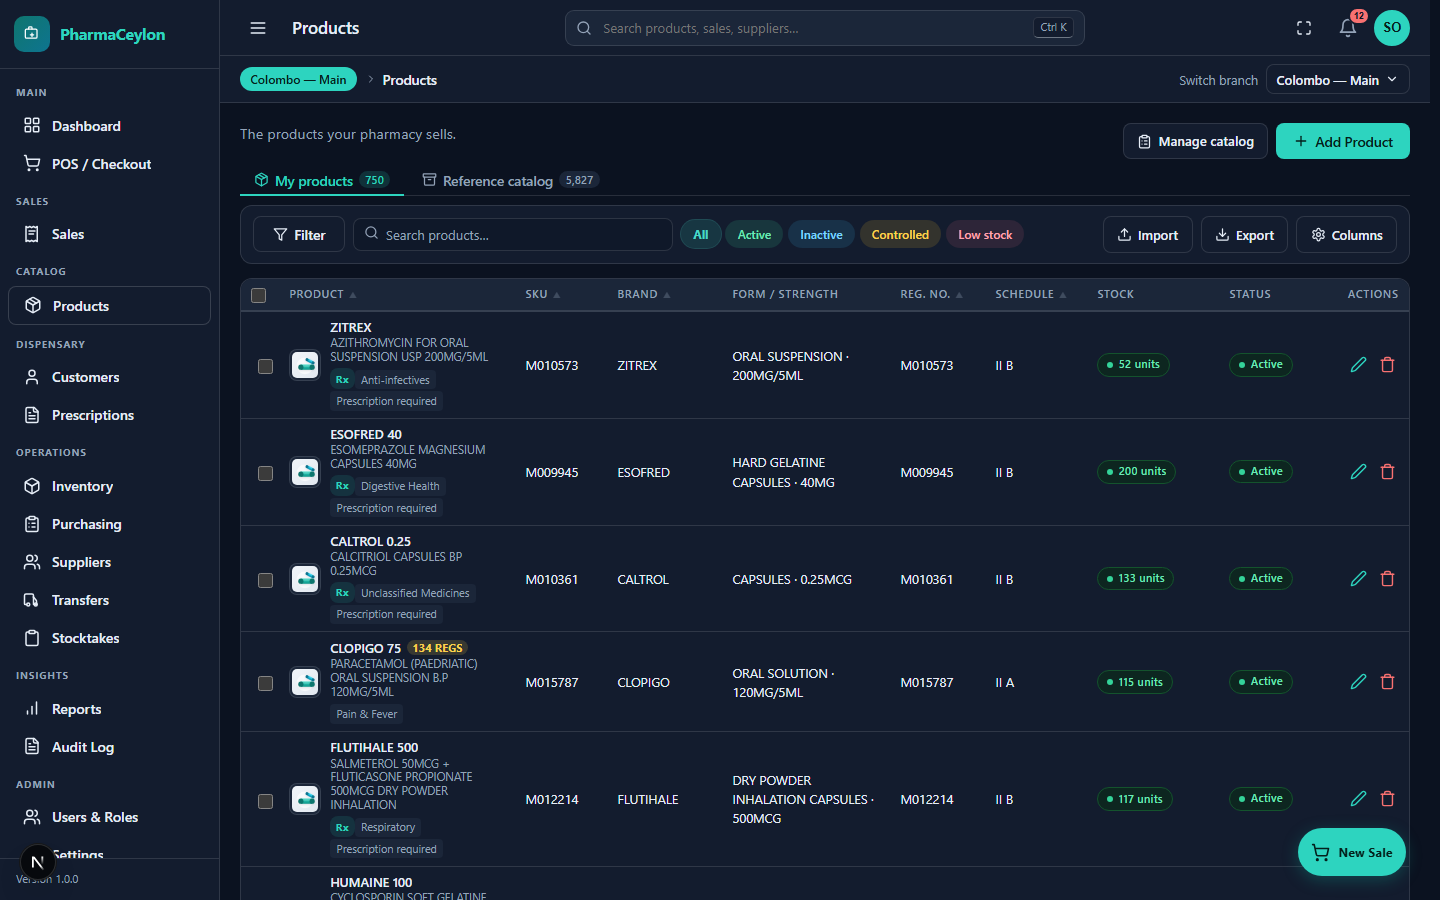 PharmaCeylon
MAIN
Dashboard
POS / Checkout
SALES
Sales
CATALOG
Products
DISPENSARY
Customers
Prescriptions
OPERATIONS
Inventory
Purchasing
Suppliers
Transfers
Stocktakes
INSIGHTS
Reports
Audit Log
ADMIN
Users & Roles
Settings
N
Version 1.0.0
Products
Search products, sales, suppliers...
Ctrl K
12
SO
Colombo — Main
Products
Switch branch
Colombo — Main
The products your pharmacy sells.
Manage catalog
Add Product
My products 750
Reference catalog 5,827
Filter
Search products...
All
Active
Inactive
Controlled
Low stock
Import
Export
Columns
PRODUCT SKU BRAND FORM / STRENGTH REG. NO. SCHEDULE STOCK STATUS ACTIONS
ZITREX
AZITHROMYCIN FOR ORAL
SUSPENSION USP 200MG/5ML
Rx Anti-infectives
Prescription required
M010573
ZITREX
ORAL SUSPENSION ·
200MG/5ML
M010573
II B
52 units
Active
ESOFRED 40
ESOMEPRAZOLE MAGNESIUM
CAPSULES 40MG
Rx Digestive Health
Prescription required
M009945
ESOFRED
HARD GELATINE
CAPSULES · 40MG
M009945
II B
200 units
Active
CALTROL 0.25
CALCITRIOL CAPSULES BP
0.25MCG
Rx Unclassified Medicines
Prescription required
M010361
CALTROL
CAPSULES · 0.25MCG
M010361
II B
133 units
Active
CLOPIGO 75 134 REGS
PARACETAMOL (PAEDRIATIC)
ORAL SUSPENSION B.P
120MG/5ML
Pain & Fever
M015787
CLOPIGO
ORAL SOLUTION ·
120MG/5ML
M015787
II A
115 units
Active
FLUTIHALE 500
SALMETEROL 50MCG +
FLUTICASONE PROPIONATE
500MCG DRY POWDER
INHALATION
Rx Respiratory
Prescription required
M012214
FLUTIHALE
DRY POWDER
INHALATION CAPSULES ·
500MCG
M012214
II B
117 units
Active
HUMAINE 100
CYCLOSPORIN SOFT GELATINE
New Sale